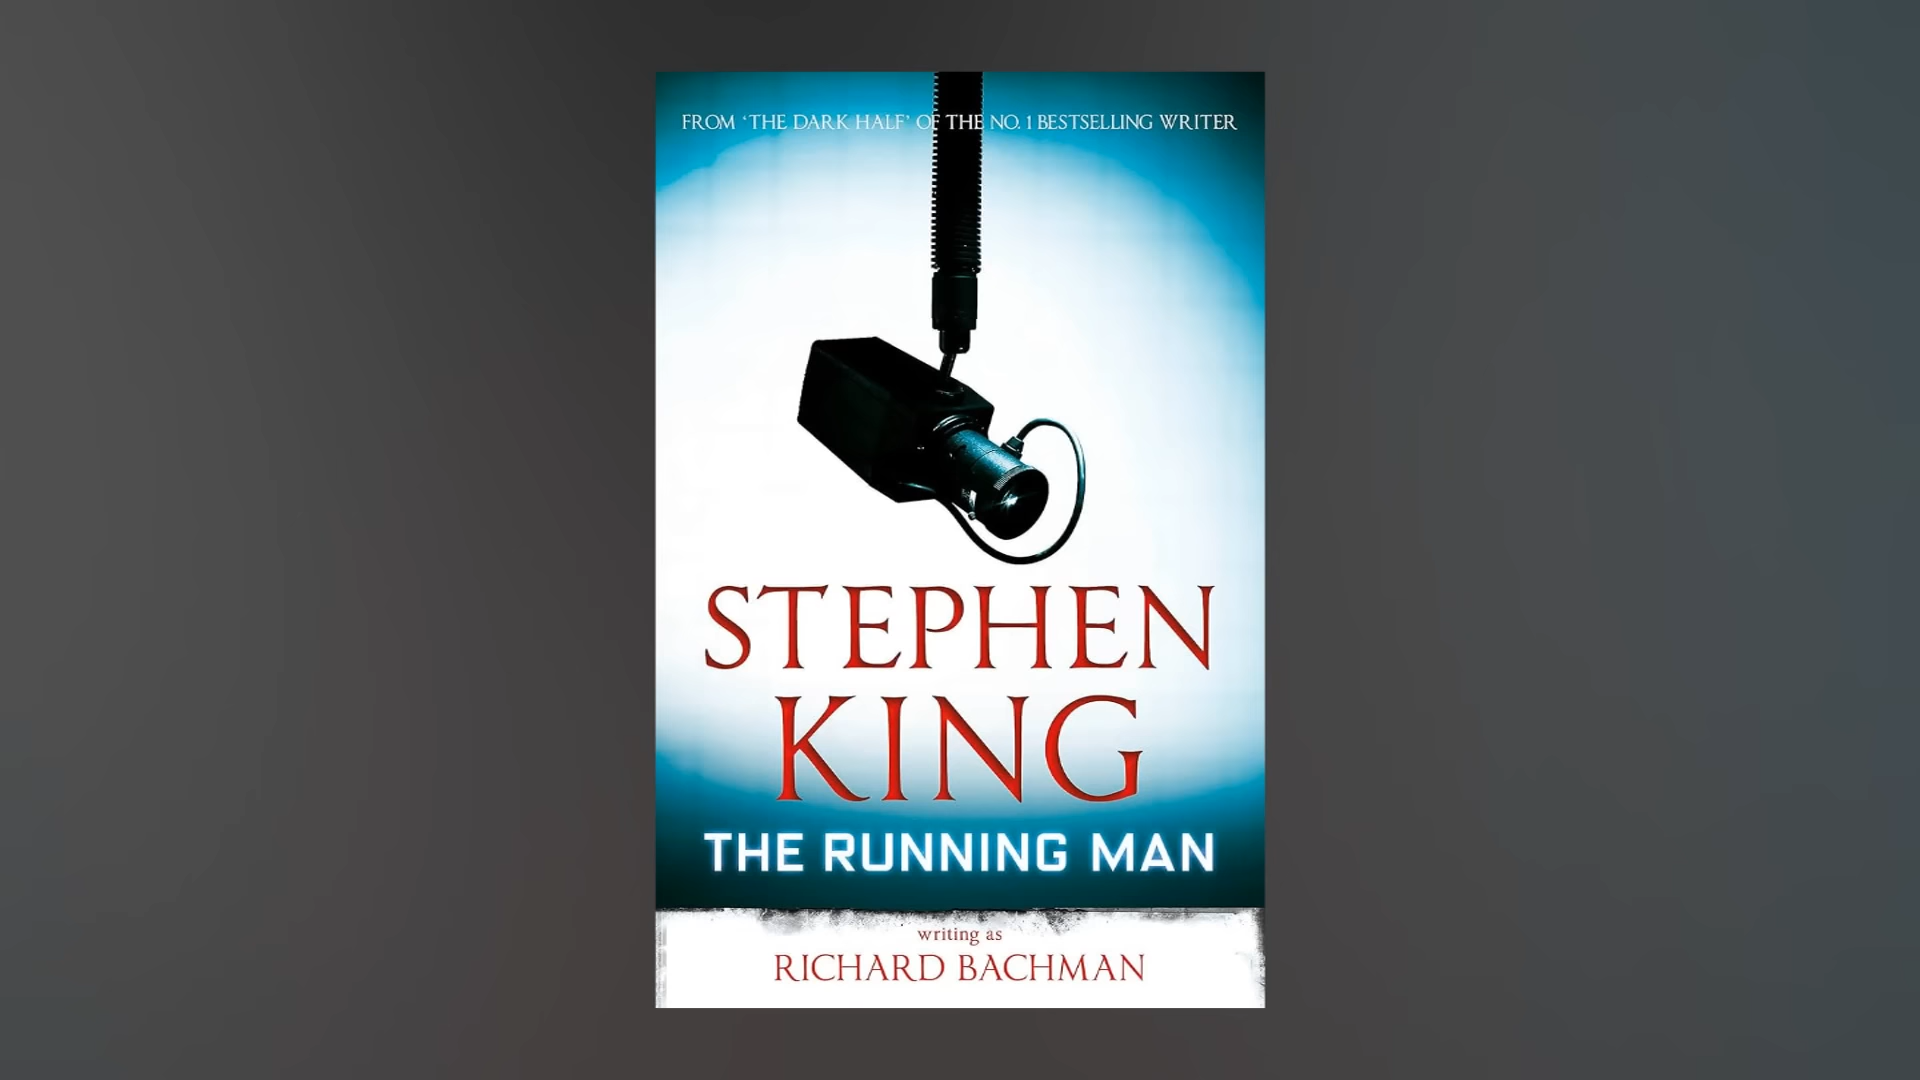 FROM ‘THE DARK HALF’ OF THE NO. 1 BESTSELLING WRITER
STEPHEN
KING
THE RUNNING MAN
writing as
RICHARD BACHMAN